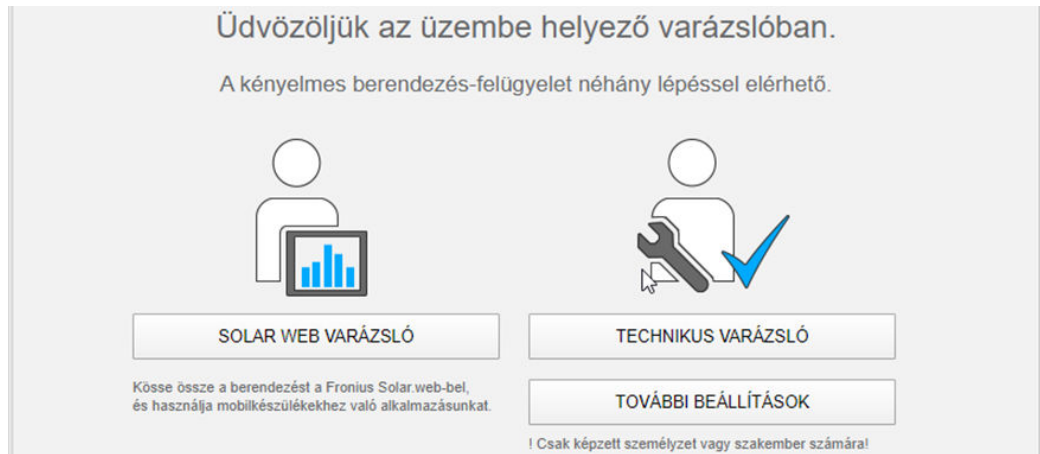 Üdvözöljük az üzembe helyező varázslóban.
A kényelmes berendezés-felügyelet néhány lépéssel elérhető.
SOLAR WEB VARÁZSLÓ
Kösse össze a berendezést a Fronius Solar.web-bel,
és használja mobilkészülékekhez való alkalmazásunkat.
TECHNIKUS VARÁZSLÓ
TOVÁBBI BEÁLLÍTÁSOK
! Csak képzett személyzet vagy szakember számára!